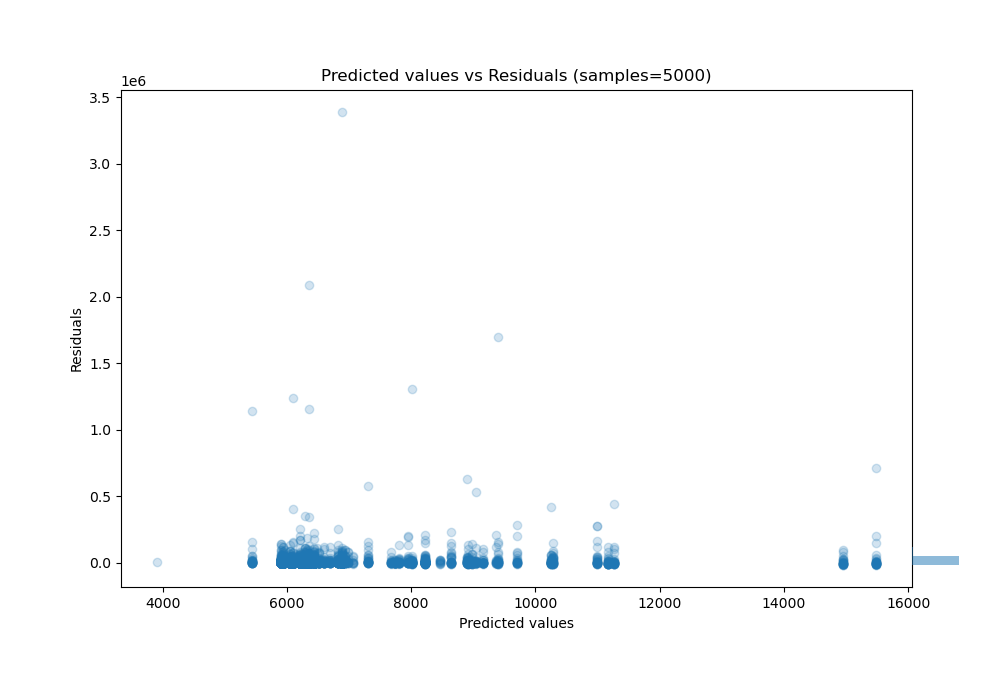 Predicted values vs Residuals (samples=5000)
1e6
3.5
3.0
2.5
2.0
1.5
1.0
0.5
0.0
Residuals
4000 6000 8000 10000 12000 14000 16000
Predicted values